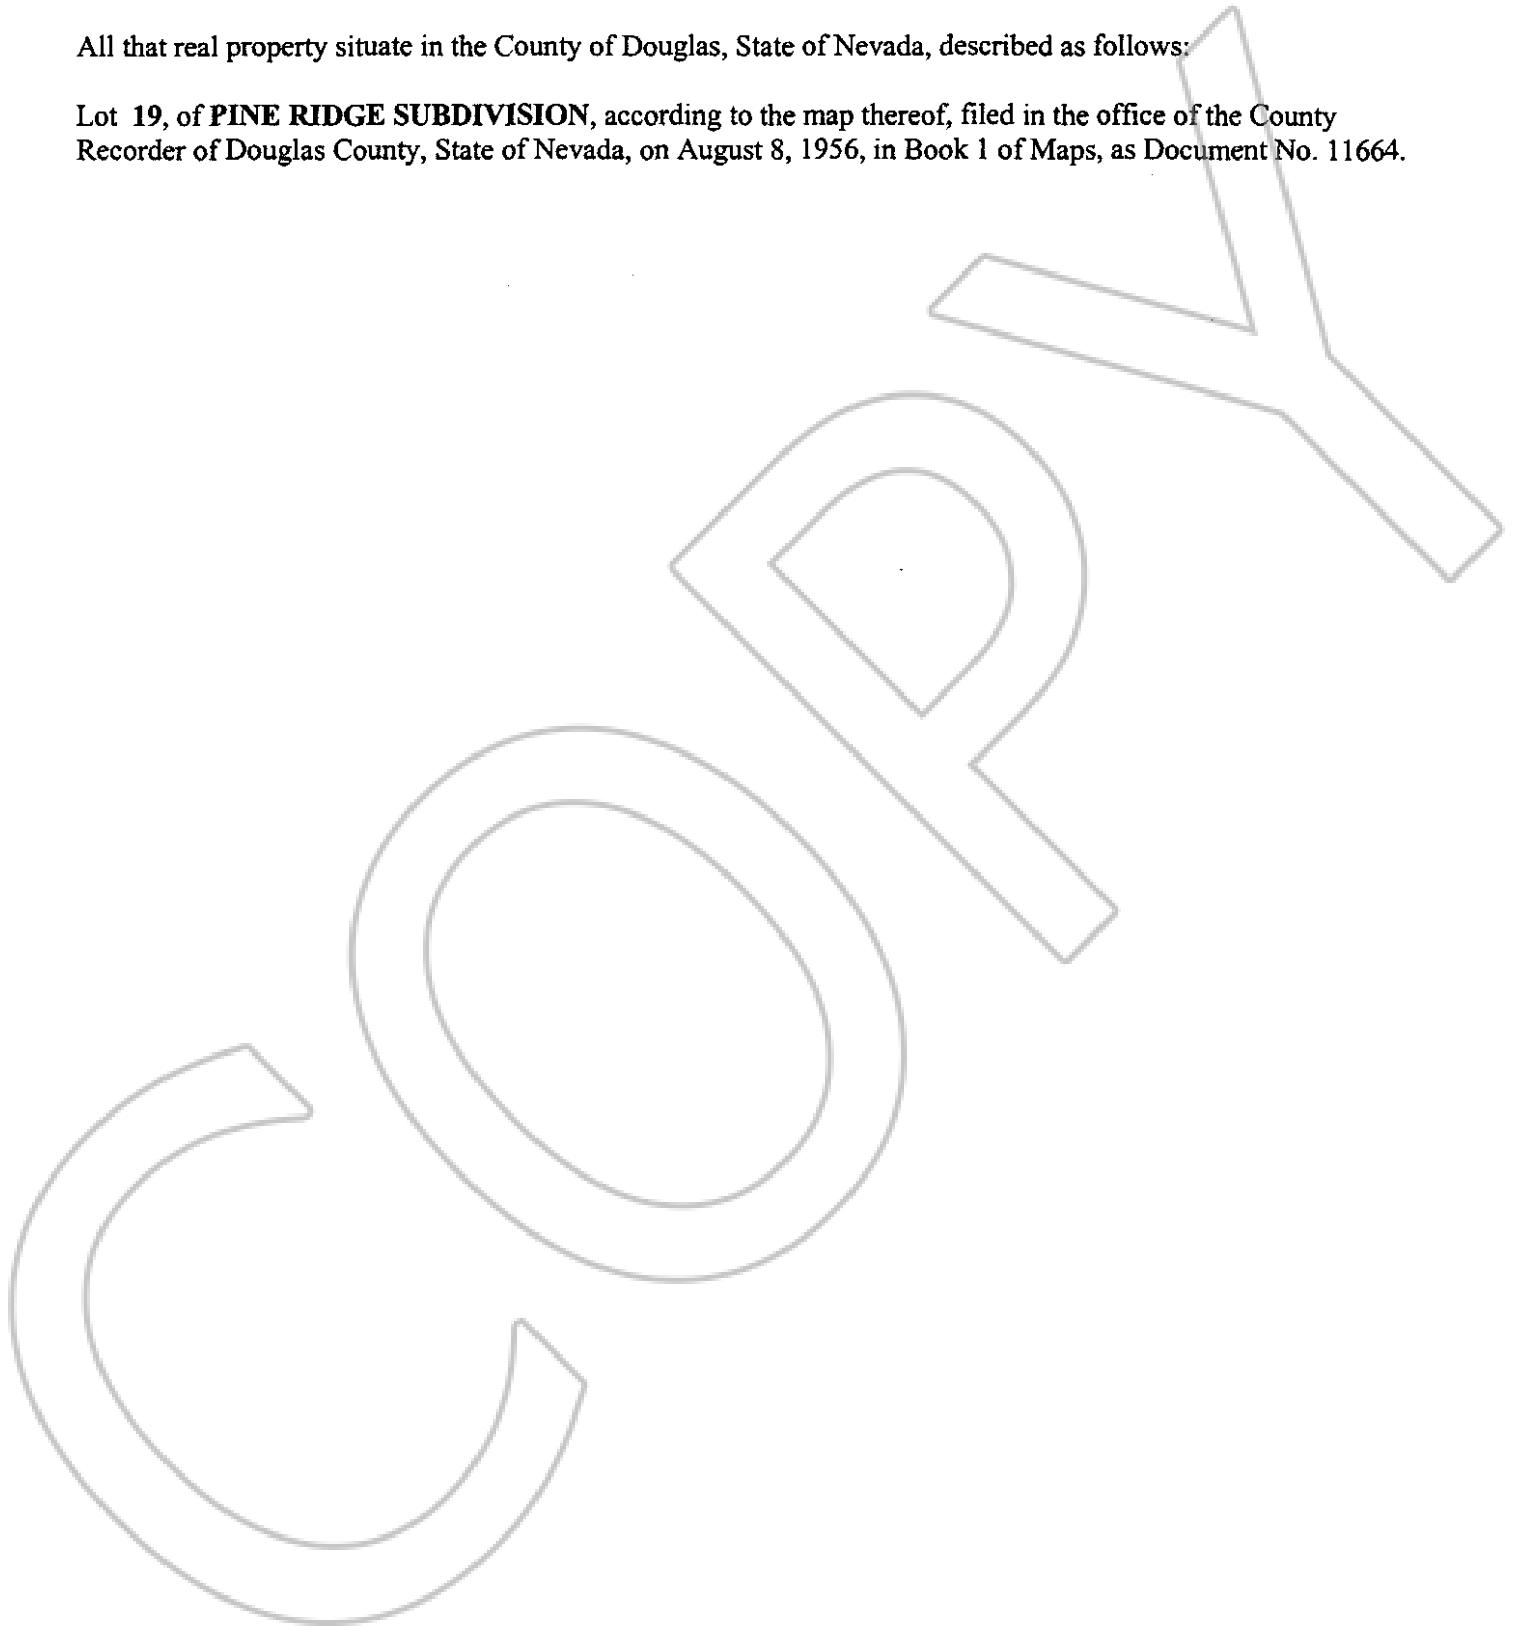 All that real property situate in the County of Douglas, State of Nevada, described as follows:
Lot 19, of PINE RIDGE SUBDIVISION, according to the map thereof, filed in the office of the County
Recorder of Douglas County, State of Nevada, on August 8, 1956, in Book 1 of Maps, as Document No. 11664.
COPY